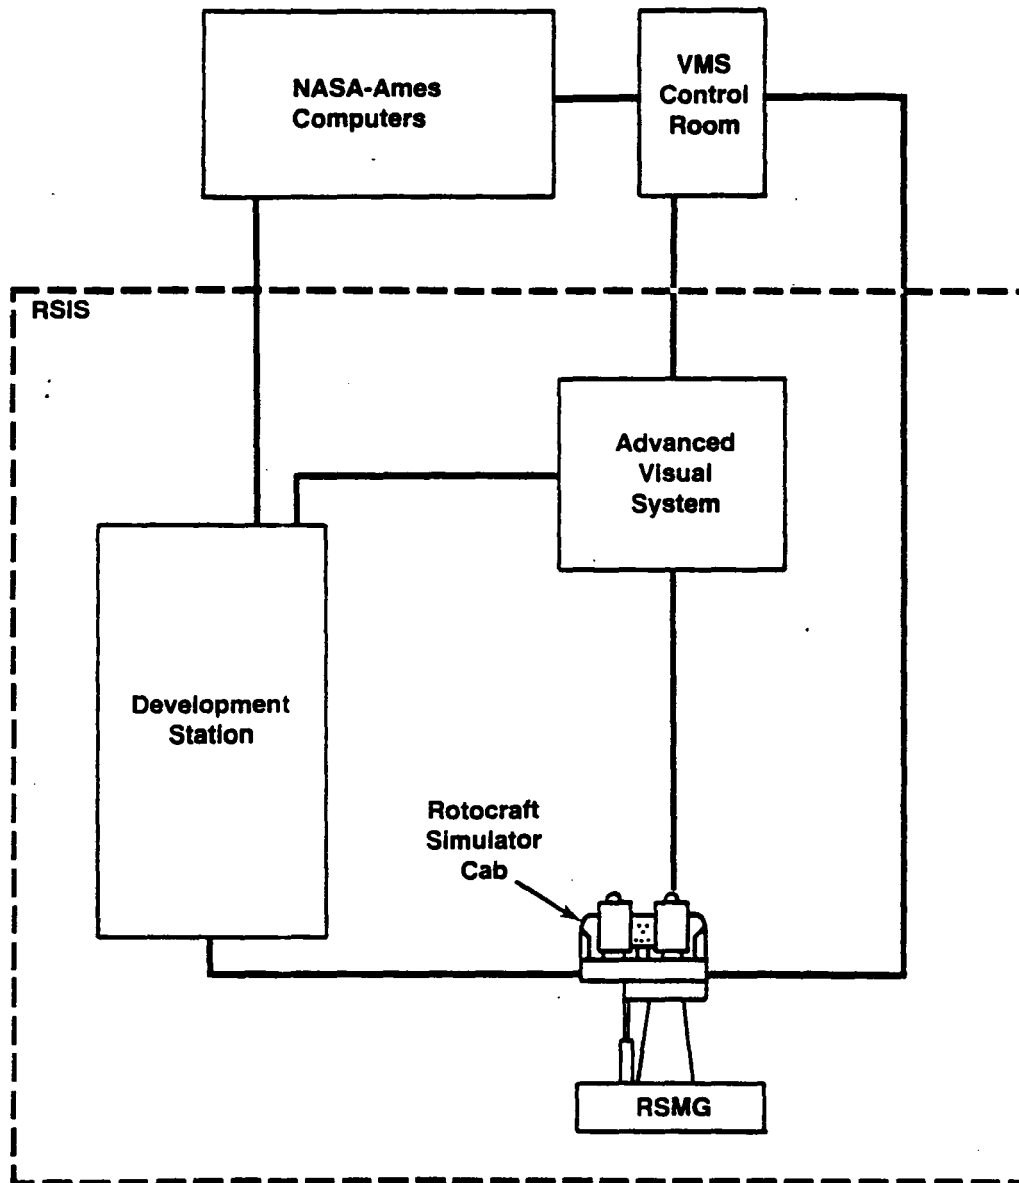 NASA-Ames
Computers
VMS
Control
Room
RSIS
Advanced
Visual
System
Development
Station
Rotocraft
Simulator
Cab
RSMG